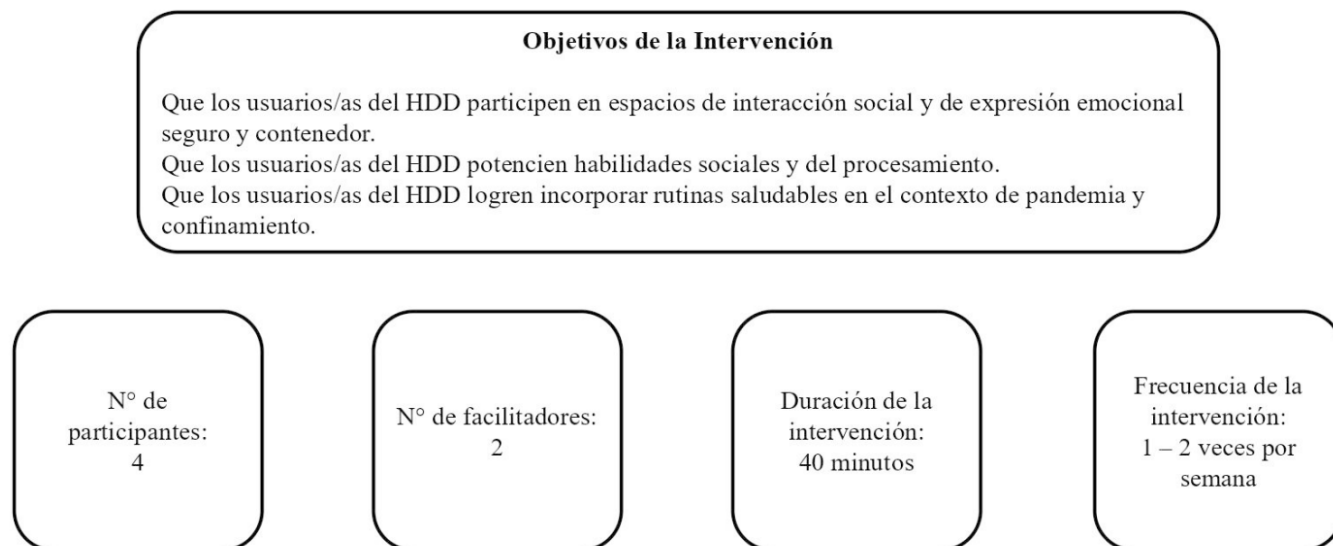 Objetivos de la Intervención
Que los usuarios/as del HDD participen en espacios de interacción social y de expresión emocional
seguro y contenedor.
Que los usuarios/as del HDD potencien habilidades sociales y del procesamiento.
Que los usuarios/as del HDD logren incorporar rutinas saludables en el contexto de pandemia y
confinamiento.
N° de
participantes:
4
N° de facilitadores:
2
Duración de la
intervención:
40 minutos
Frecuencia de la
intervención:
1 – 2 veces por
semana